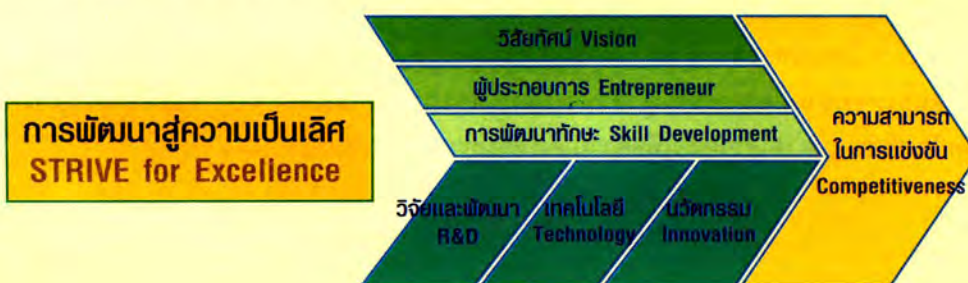 การพัฒนาสู่ความเป็นเลิศ
STRIVE for Excellence
วิสัยทัศน์ Vision
ผู้ประกอบการ Entrepreneur
การพัฒนาทักษะ Skill Development
วิจัยและพัฒนา
R&D
เทคโนโลยี
Technology
นวัตกรรม
Innovation
ความสามารถ
ในการแข่งขัน
Competitiveness